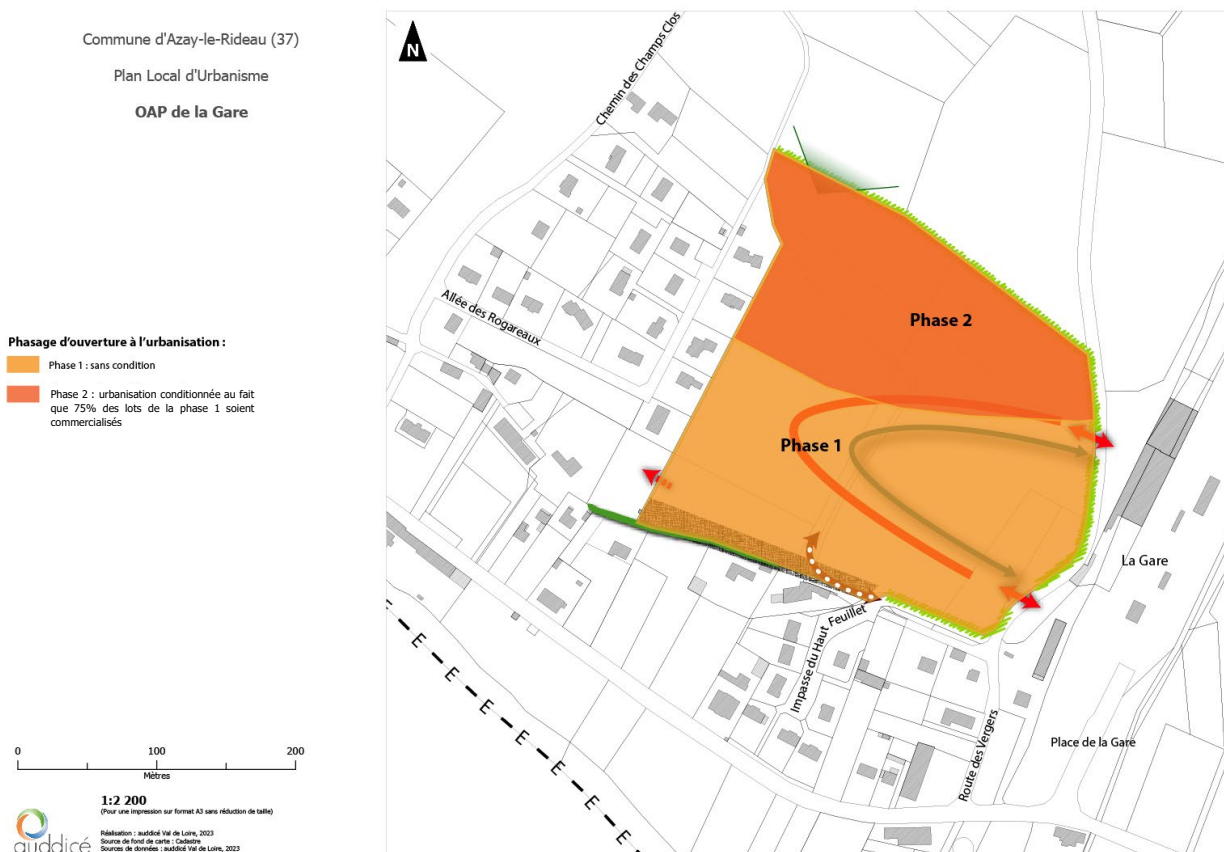 Commune d'Azay-le-Rideau (37)
Plan Local d'Urbanisme
OAP de la Gare
Phasage d'ouverture à l'urbanisation :
Phase 1 : sans condition
Phase 2 : urbanisation conditionnée au fait
que 75% des lots de la phase 1 soient
commercialisés
0 100 200
Mètres
1:2 200
(Pour une impression sur format A3 sans réduction de taille)
auddicé
Réalisation : auddicé Val de Loire, 2023
Source de fond de carte : Cadastre
Sources de données : auddicé Val de Loire, 2023
N
Chemin des Champs Clos
Allée des Rogareaux
Phase 2
Phase 1
La Gare
Impasse du Haut Feuillet
Route des Vergers
Place de la Gare
E
E
E
E
E
E
E
E